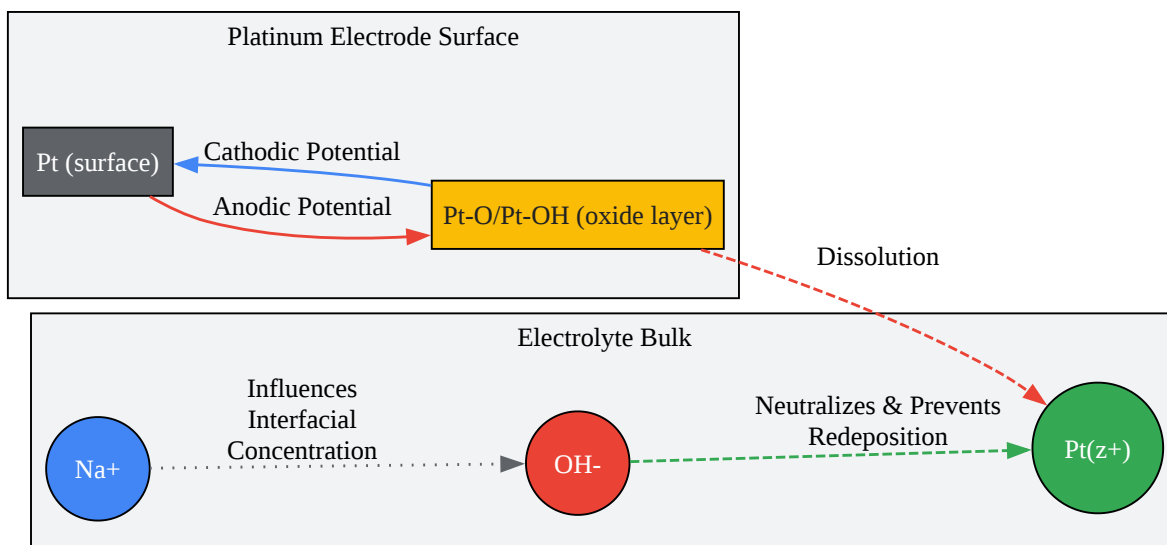 Platinum Electrode Surface
Pt (surface)
Cathodic Potential
Anodic Potential
Pt-O/Pt-OH (oxide layer)
Dissolution
Electrolyte Bulk
Na+
Influences
Interfacial
Concentration
OH-
Neutralizes & Prevents
Redeposition
Pt(z+)